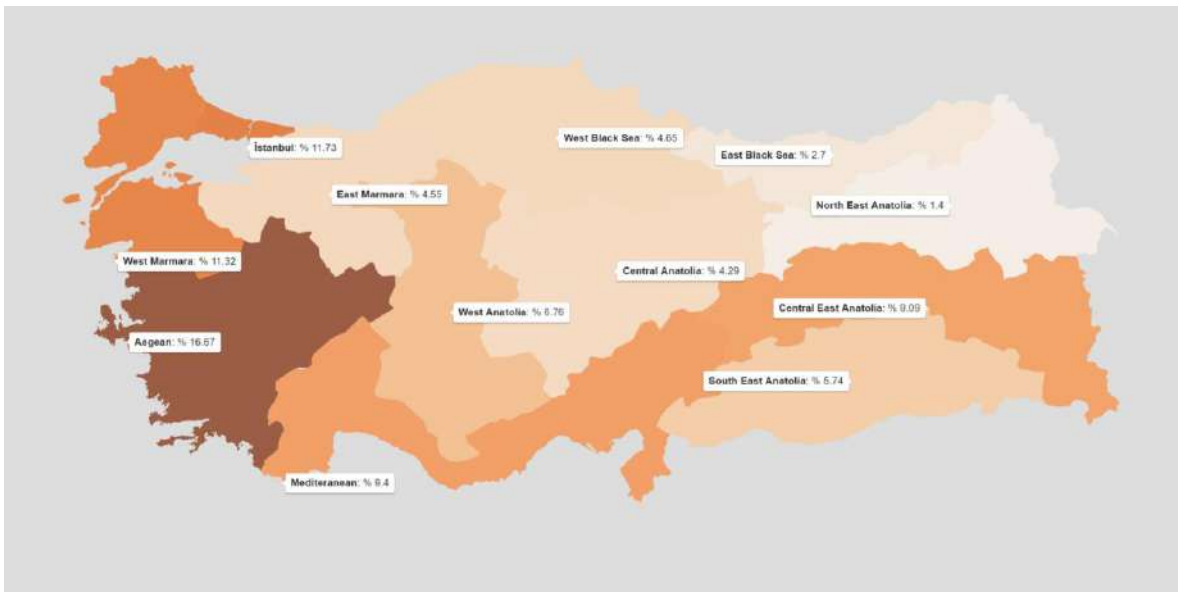 West Black Sea: % 4.65
İstanbul: % 11.73
East Black Sea: % 2.7
East Marmara: % 4.55
North East Anatolia: % 1.4
West Marmara: % 11.32
Central Anatolia: % 4.29
Central East Anatolia: % 9.09
West Anatolia: % 6.76
Aegean: % 16.67
South East Anatolia: % 5.74
Mediteranean: % 9.4